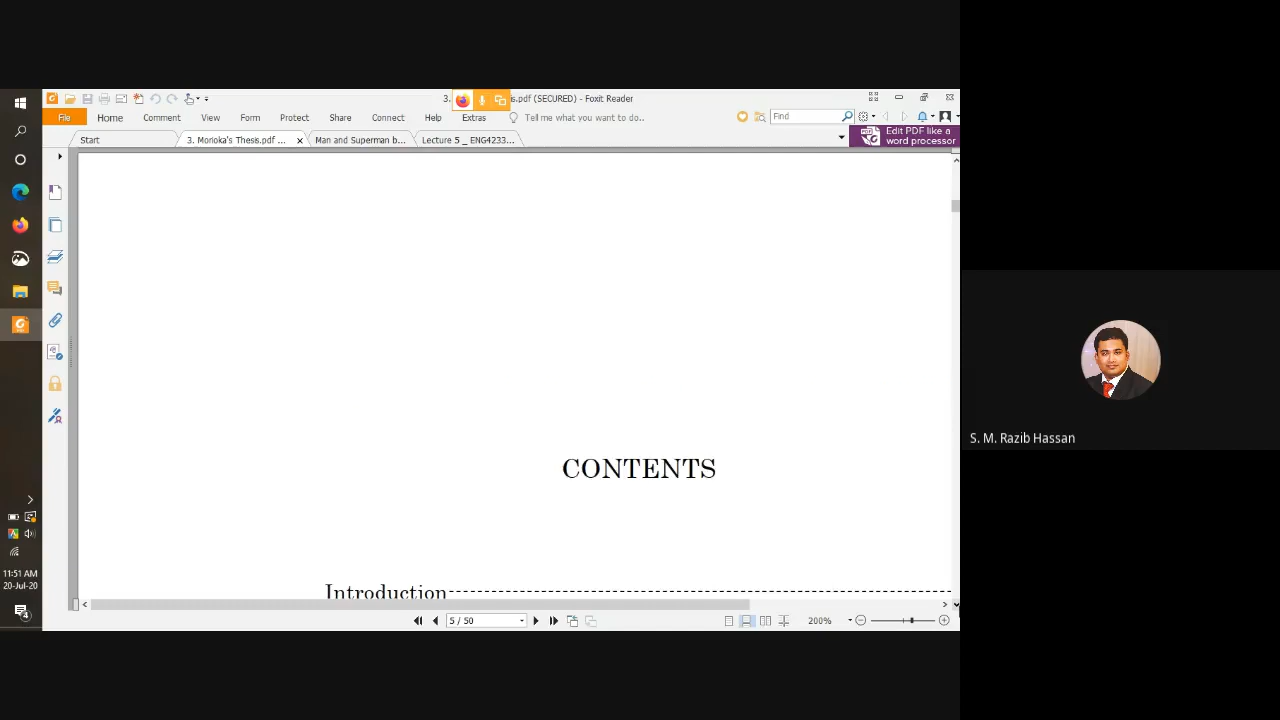 3. is.pdf (SECURED) - Foxit Reader
File Home Comment View Form Protect Share Connect Help Extras Tell me what you want to do.. Find
Start 3. Morioka's Thesis.pdf ... Man and Superman b... Lecture 5 _ ENG4233... Edit PDF like a
word processor
CONTENTS
Introduction
S. M. Razib Hassan
11:51 AM
20-Jul-20
4
5 / 50 200%